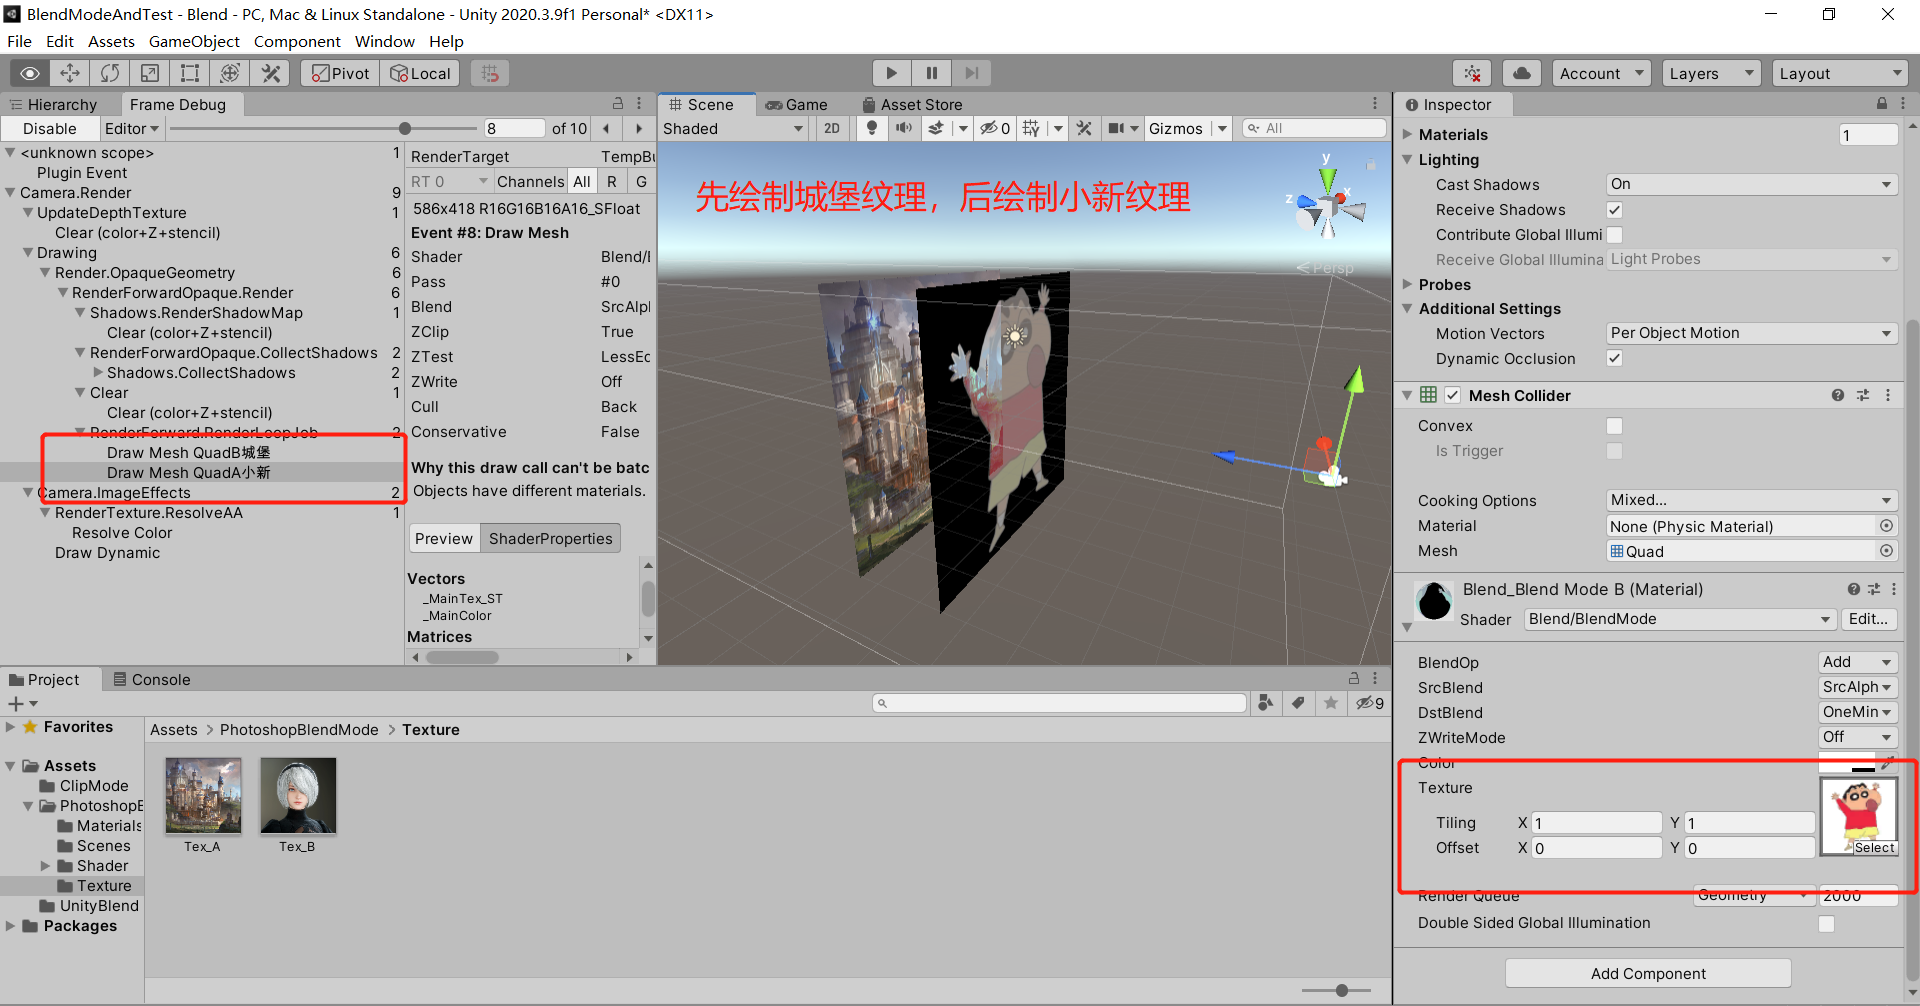 BlendModeAndTest - Blend - PC, Mac & Linux Standalone - Unity 2020.3.9f1 Personal* <DX11>
File Edit Assets GameObject Component Window Help
Pivot Local Account Layers Layout
Hierarchy Frame Debug
Disable Editor 8 of 10
<unknown scope> 1
Plugin Event
Camera.Render 9
UpdateDepthTexture 1
Clear (color+Z+stencil)
Drawing 6
Render.OpaqueGeometry 6
RenderForwardOpaque.Render 6
Shadows.RenderShadowMap 1
Clear (color+Z+stencil)
RenderForwardOpaque.CollectShadows 2
Shadows.CollectShadows 2
Clear 1
Clear (color+Z+stencil)
RenderForward.RenderLoopJob 2
Draw Mesh QuadB城堡
Draw Mesh QuadA小新
Camera.ImageEffects 2
RenderTexture.ResolveAA 1
Resolve Color
Draw Dynamic
RenderTarget TempBu
RT 0 Channels All R G
586x418 R16G16B16A16_SFloat
Event #8: Draw Mesh
Shader Blend/
Pass #0
Blend SrcAlp
ZClip True
ZTest LessE
ZWrite Off
Cull Back
Conservative False
Why this draw call can't be batc
Objects have different materials.
Preview ShaderProperties
Vectors
_MainTex_ST
_MainColor
Matrices
Scene Game Asset Store
Shaded 2D 0 Gizmos All
先绘制城堡纹理，后绘制小新纹理
y
x
z
Persp
Inspector
Materials 1
Lighting
Cast Shadows On
Receive Shadows
Contribute Global Illumi
Receive Global Illumina Light Probes
Probes
Additional Settings
Motion Vectors Per Object Motion
Dynamic Occlusion
Mesh Collider
Convex
Is Trigger
Cooking Options Mixed...
Material None (Physic Material)
Mesh Quad
Blend_Blend Mode B (Material)
Shader Blend/BlendMode Edit...
BlendOp Add
SrcBlend SrcAlph
DstBlend OneMin
ZWriteMode Off
Color
Texture
Tiling X 1 Y 1
Offset X 0 Y 0
Select
Render Queue Geometry 2000
Double Sided Global Illumination
Add Component
Project Console
9
Favorites
Assets
ClipMode
PhotoshopE
Materials
Scenes
Shader
Texture
UnityBlend
Packages
Assets > PhotoshopBlendMode > Texture
Tex_A Tex_B